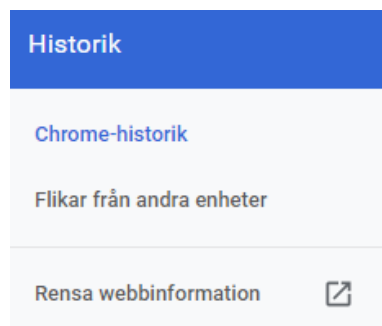 Historik
Chrome-historik
Flikar från andra enheter
Rensa webbinformation